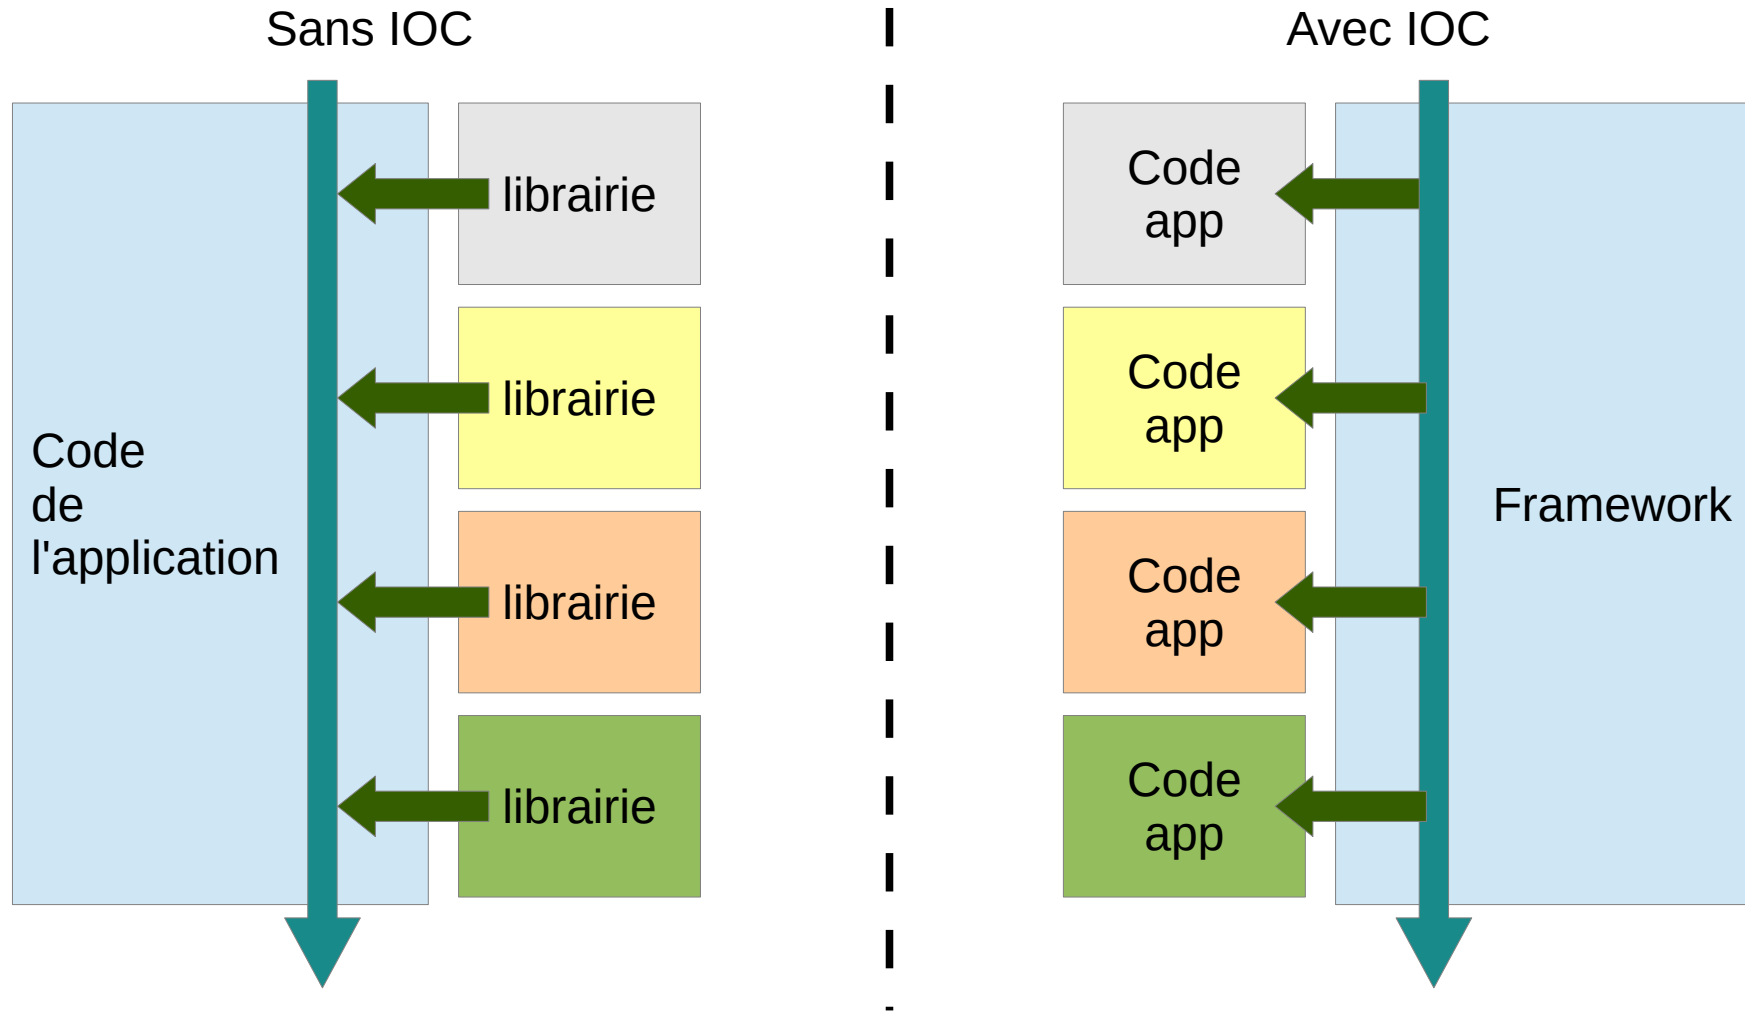 Sans IOC
Code
de
l'application
librairie
librairie
librairie
librairie
Avec IOC
Code
app
Code
app
Code
app
Code
app
Framework